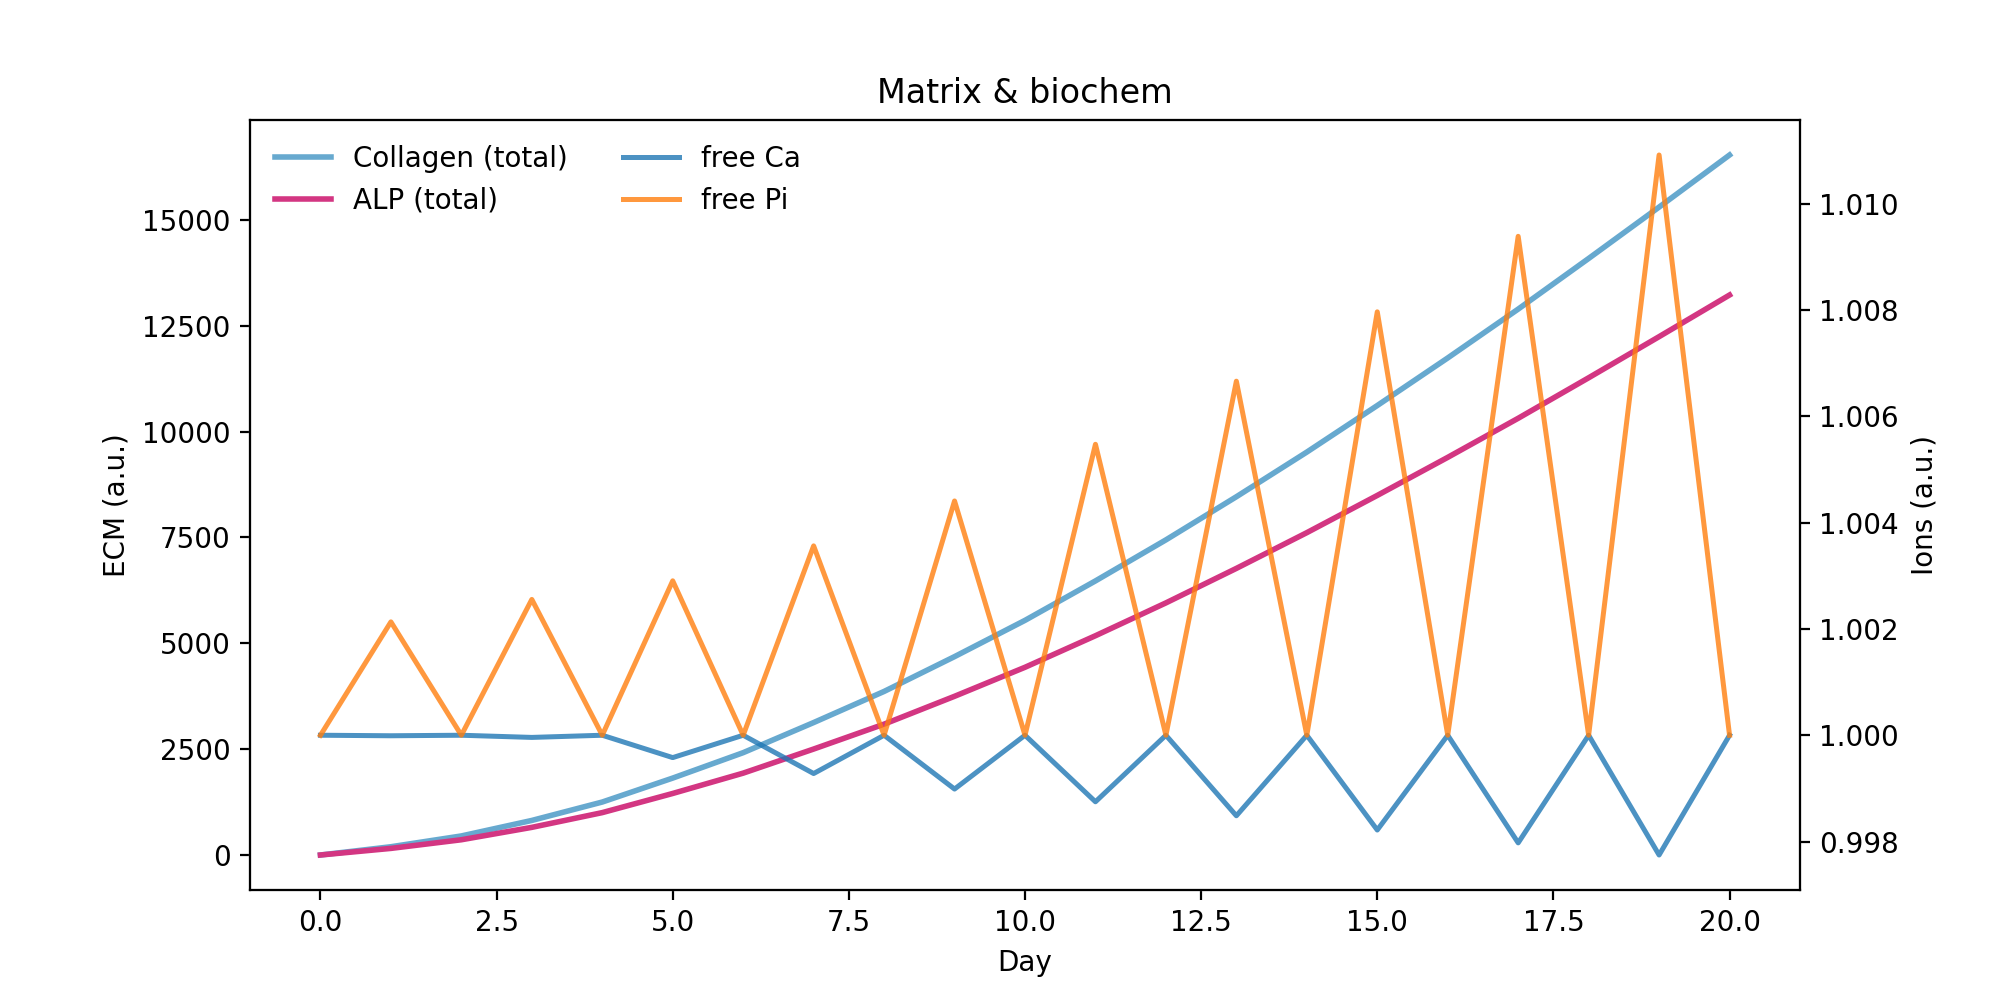 Matrix & biochem
Collagen (total)
ALP (total)
free Ca
free Pi
ECM (a.u.)
15000
12500
10000
7500
5000
2500
0
1.010
1.008
1.006
1.004
1.002
1.000
0.998
Ions (a.u.)
0.0 2.5 5.0 7.5 10.0 12.5 15.0 17.5 20.0
Day